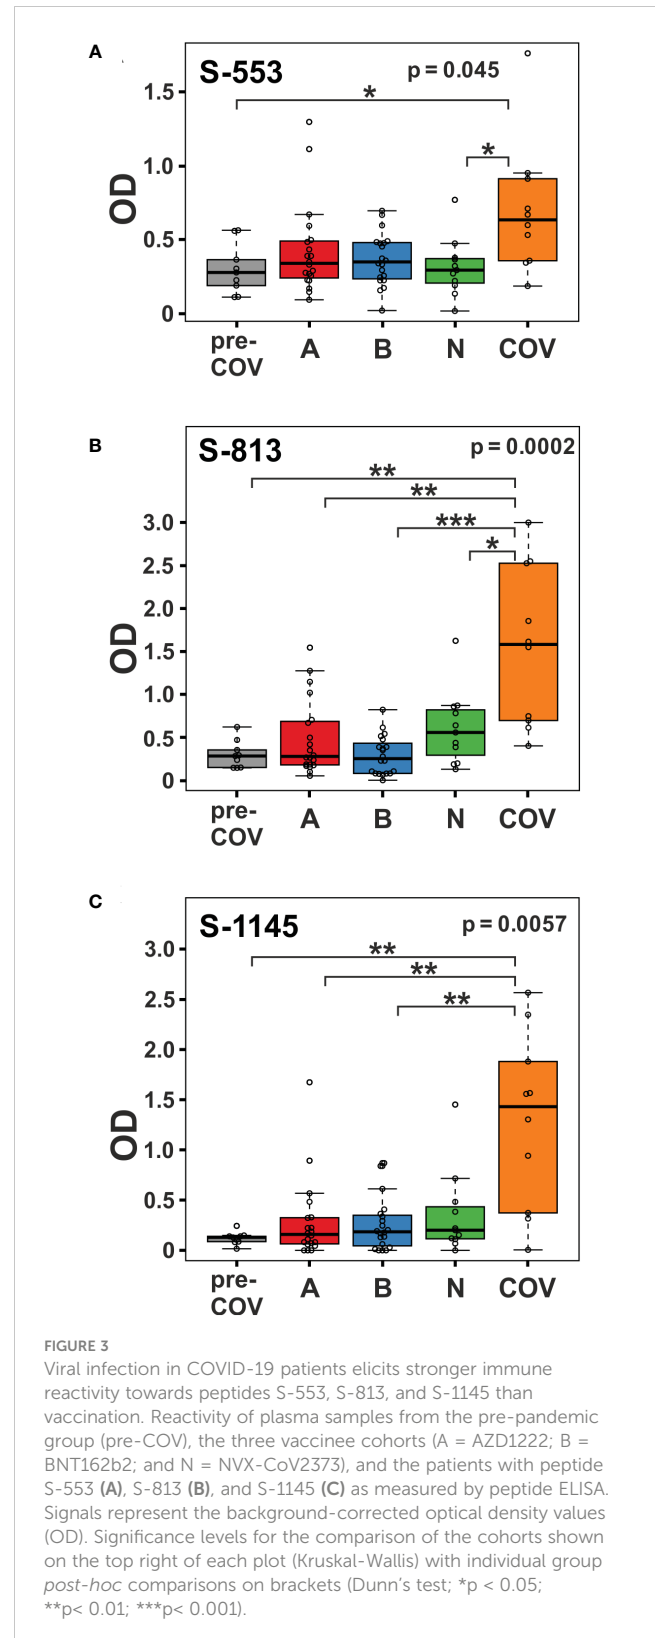 A
S-553
p = 0.045
*
*
OD
1.5
1.0
0.5
0
pre-
COV
A
B
N
COV
B
S-813
p = 0.0002
**
**
***
*
OD
3.0
2.5
2.0
1.5
1.0
0.5
0
pre-
COV
A
B
N
COV
C
S-1145
p = 0.0057
**
**
**
OD
3.0
2.5
2.0
1.5
1.0
0.5
0
pre-
COV
A
B
N
COV
FIGURE 3
Viral infection in COVID-19 patients elicits stronger immune
reactivity towards peptides S-553, S-813, and S-1145 than
vaccination. Reactivity of plasma samples from the pre-pandemic
group (pre-COV), the three vaccinee cohorts (A = AZD1222; B =
BNT162b2; and N = NVX-CoV2373), and the patients with peptide
S-553 (A), S-813 (B), and S-1145 (C) as measured by peptide ELISA.
Signals represent the background-corrected optical density values
(OD). Significance levels for the comparison of the cohorts shown
on the top right of each plot (Kruskal-Wallis) with individual group
post-hoc comparisons on brackets (Dunn's test; *p < 0.05;
**p< 0.01; ***p< 0.001).